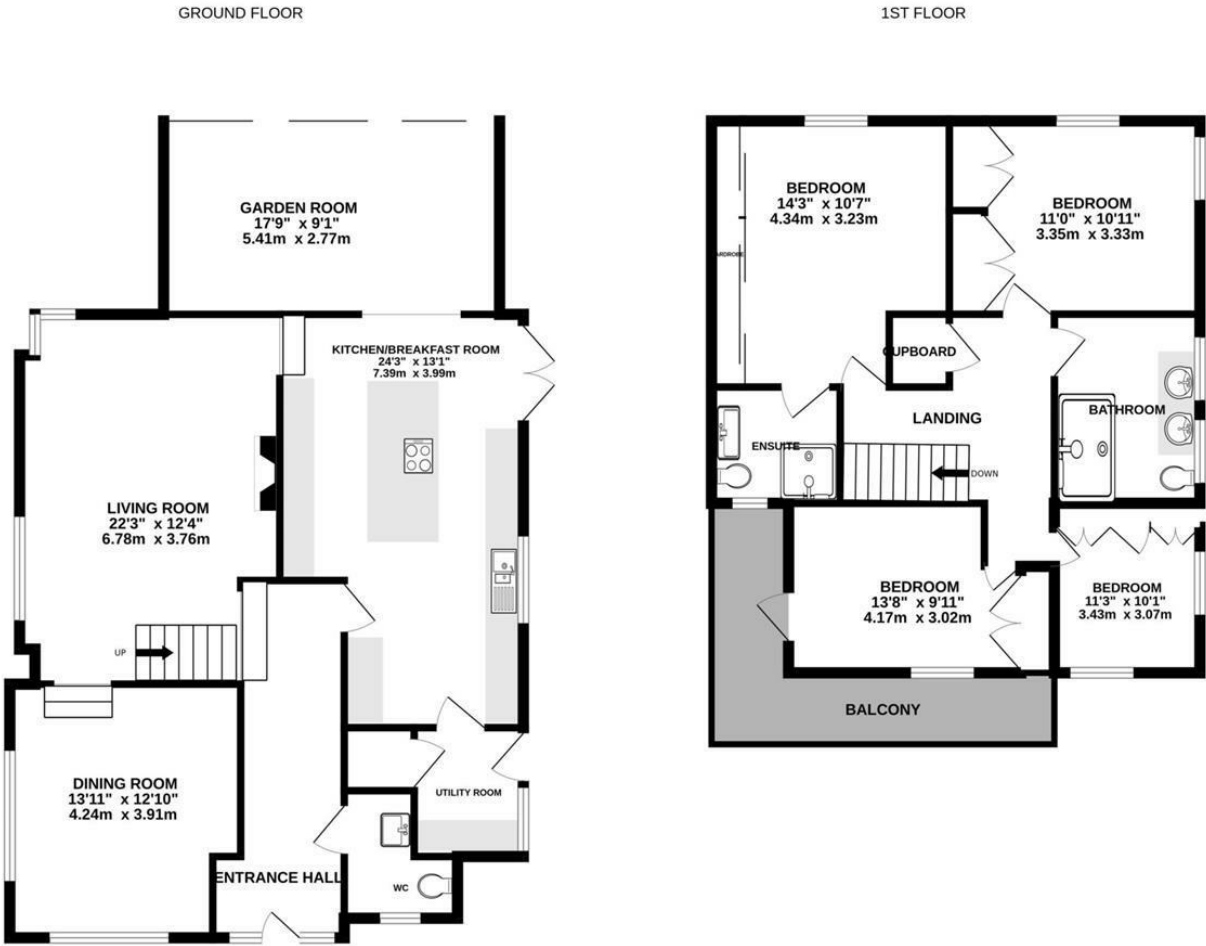 GROUND FLOOR
1ST FLOOR
GARDEN ROOM
17'9" x 9'1"
5.41m x 2.77m
KITCHEN/BREAKFAST ROOM
24'3" x 13'1"
7.39m x 3.99m
LIVING ROOM
22'3" x 12'4"
6.78m x 3.76m
UP
DINING ROOM
13'11" x 12'10"
4.24m x 3.91m
UTILITY ROOM
ENTRANCE HALL
WC
BEDROOM
14'3" x 10'7"
4.34m x 3.23m
BEDROOM
11'0" x 10'11"
3.35m x 3.33m
CUPBOARD
LANDING
BATHROOM
ENSUITE
DOWN
BEDROOM
13'8" x 9'11"
4.17m x 3.02m
BEDROOM
11'3" x 10'1"
3.43m x 3.07m
BALCONY